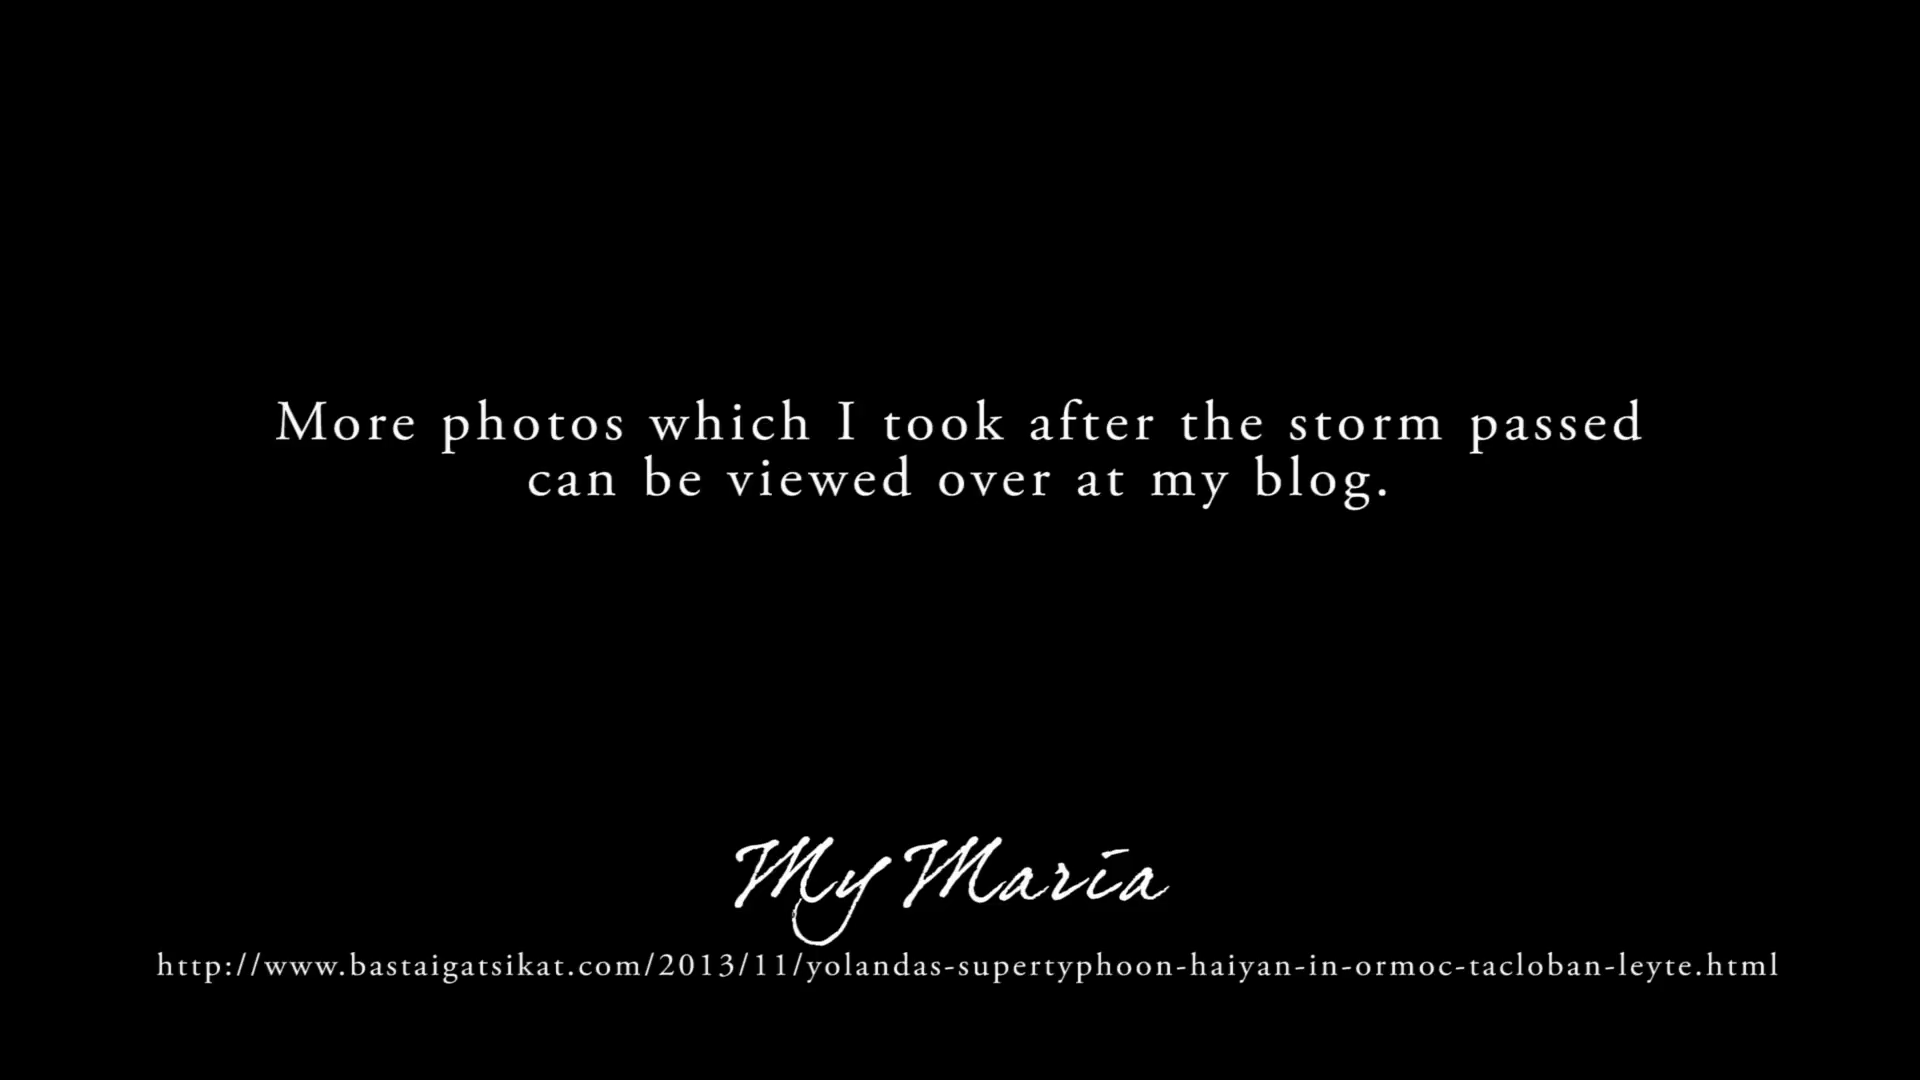 More photos which I took after the storm passed
can be viewed over at my blog.
My Maria
http://www.bastaigatsikat.com/2013/11/yolandas-supertyphoon-haiyan-in-ormoc-tacloban-leyte.html